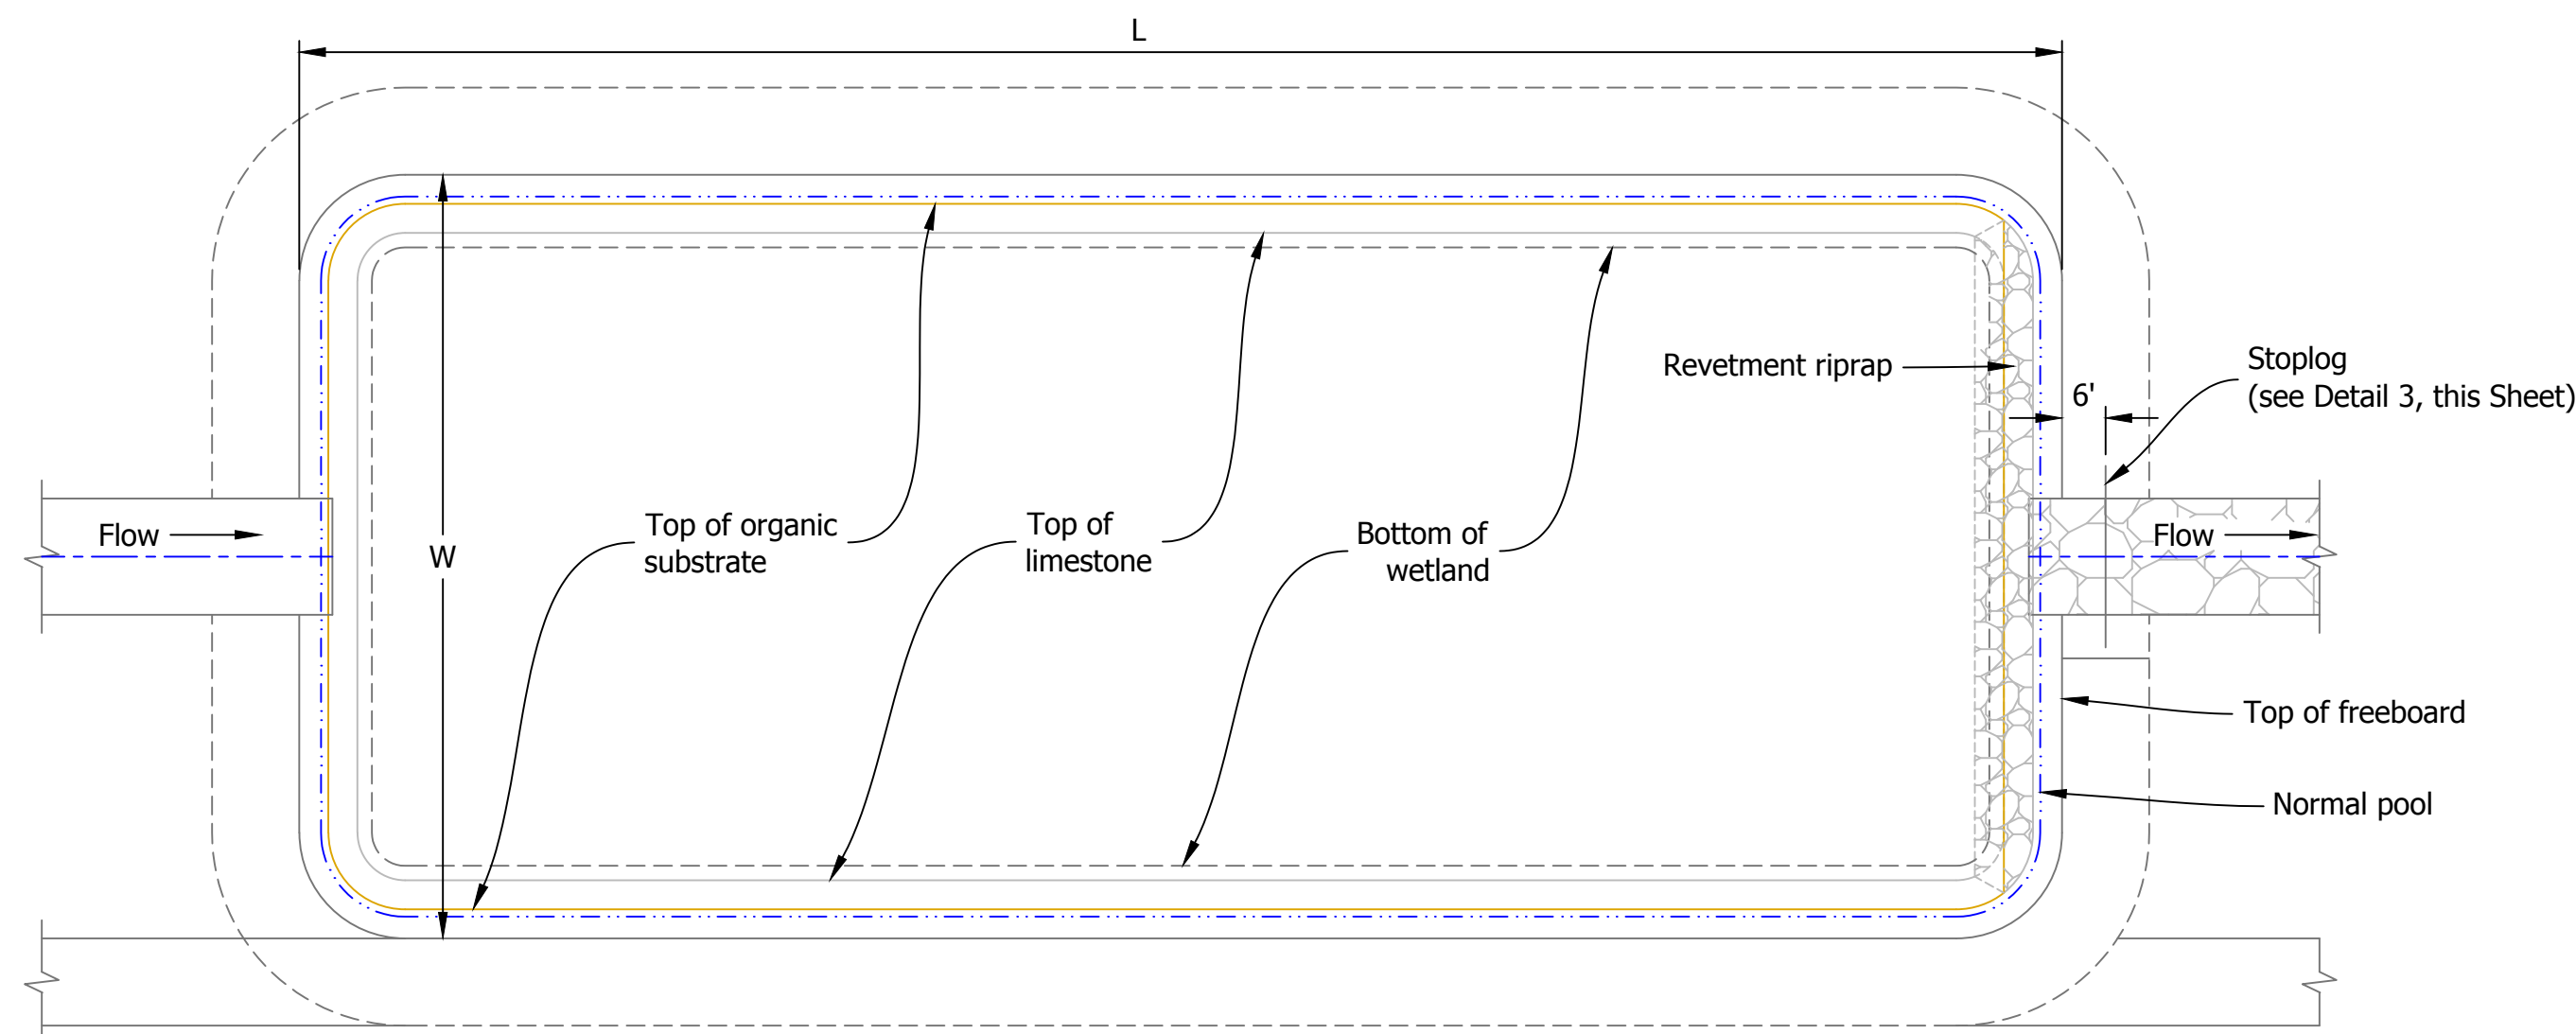 L
Revetment riprap
6'
Stoplog
(see Detail 3, this Sheet)
Flow
W
Top of organic
substrate
Top of
limestone
Bottom of
wetland
Flow
Top of freeboard
Normal pool